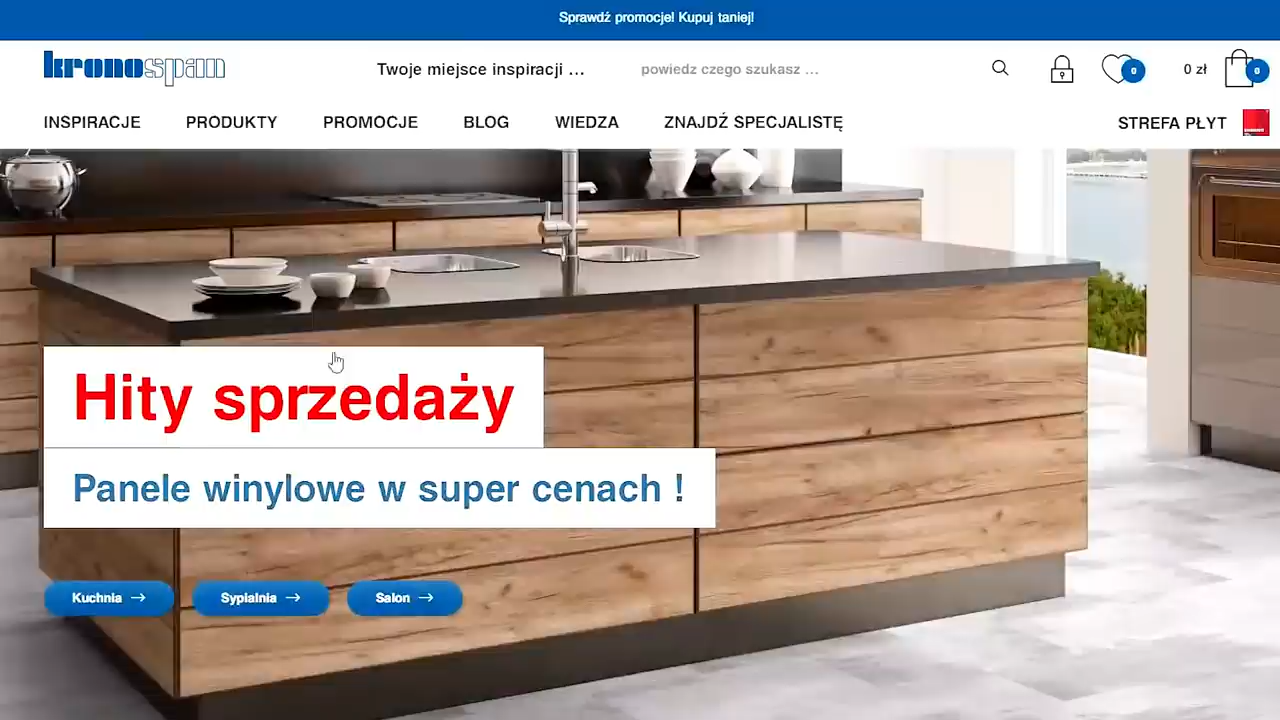 Sprawdź promocje! Kupuj taniej!
kronospan
Twoje miejsce inspiracji ...
powiedz czego szukasz ...
0
0 zł
0
INSPIRACJE
PRODUKTY
PROMOCJE
BLOG
WIEDZA
ZNAJDŹ SPECJALISTĘ
STREFA PŁYT
Hity sprzedaży
Panele winylowe w super cenach !
Kuchnia
Sypialnia
Salon